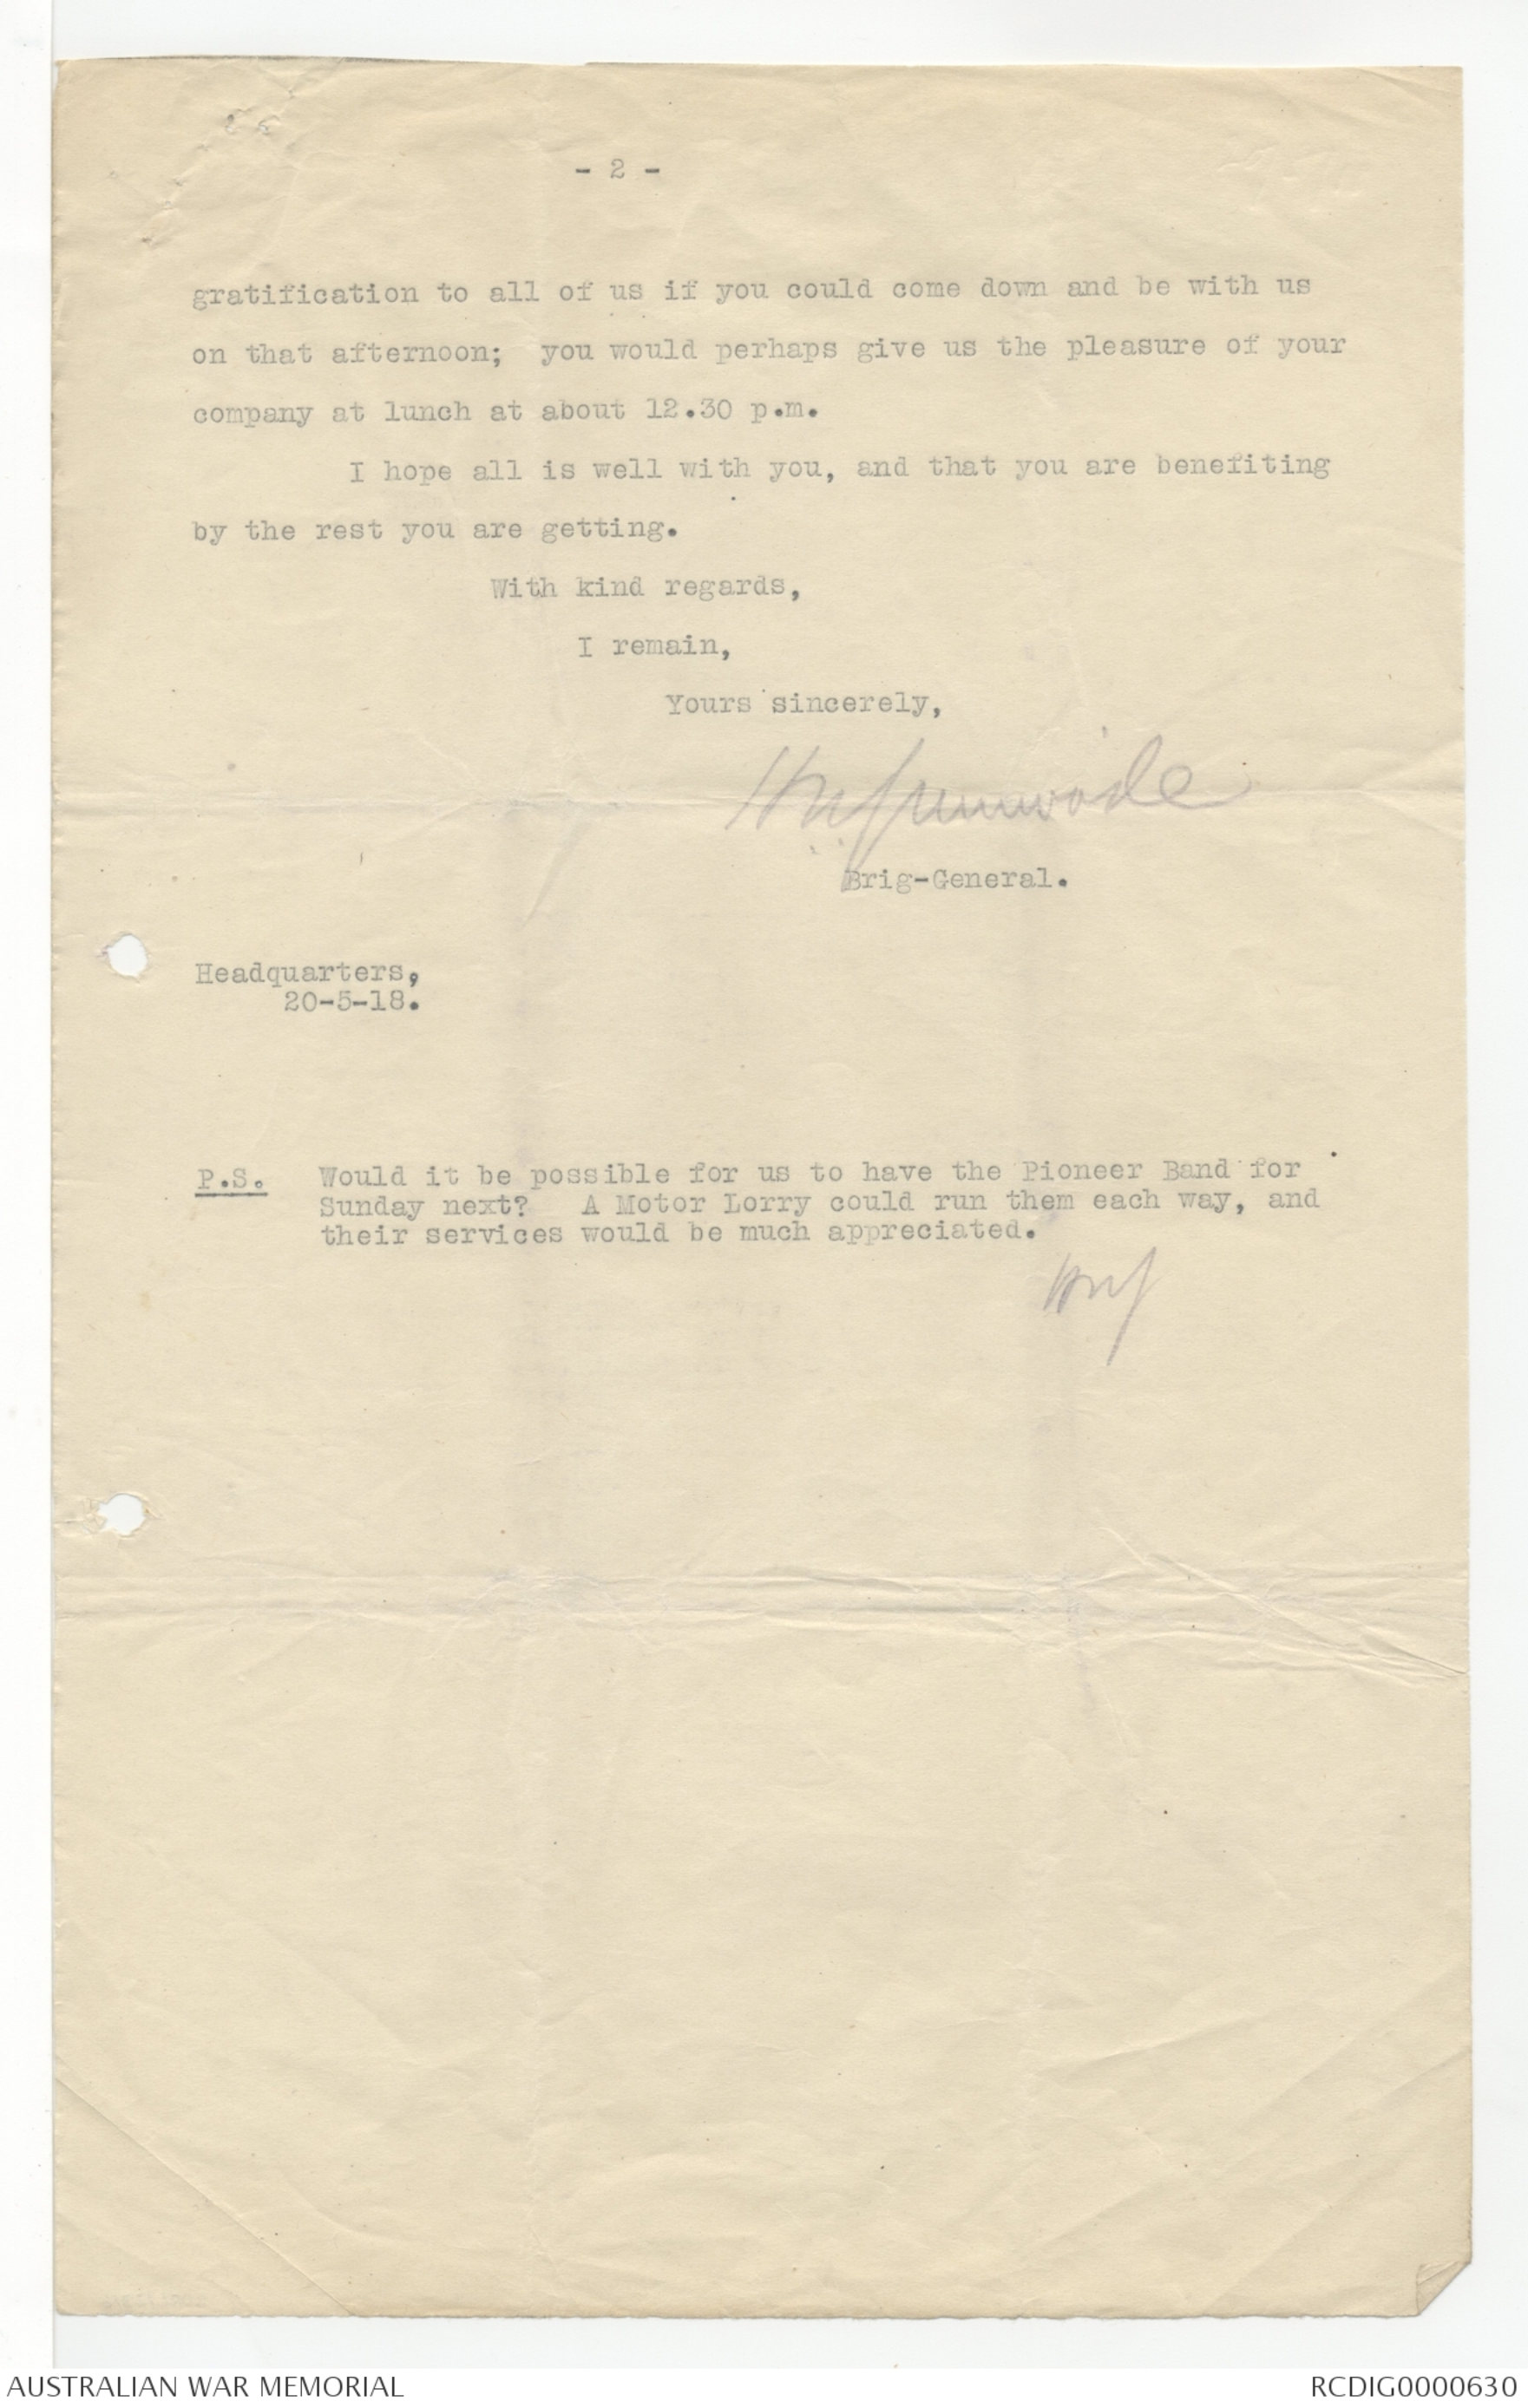 - 2 -
gratification to all of us if you could come down and be with us
on that afternoon; you would perhaps give us the pleasure of your
company at lunch at about 12.30 p.m.
I hope all is well with you, and that you are benefiting
by the rest you are getting.
With kind regards,
I remain,
Yours sincerely,
Brig-General.
Headquarters,
20-5-18.
P.S. Would it be possible for us to have the Pioneer Band for
Sunday next? A Motor Lorry could run them each way, and
their services would be much appreciated.
AUSTRALIAN WAR MEMORIAL
RCDIG0000630